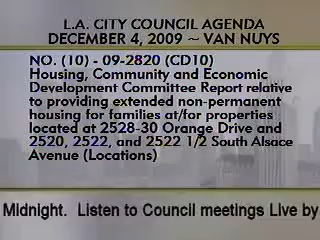 L.A. CITY COUNCIL AGENDA
DECEMBER 4, 2009 ~ VAN NUYS
NO. (10) - 09-2820 (CD10)
Housing, Community and Economic
Development Committee Report relative
to providing extended non-permanent
housing for families at/for properties
located at 2528-30 Orange Drive and
2520, 2522, and 2522 1/2 South Alsace
Avenue (Locations)
Midnight. Listen to Council meetings Live by